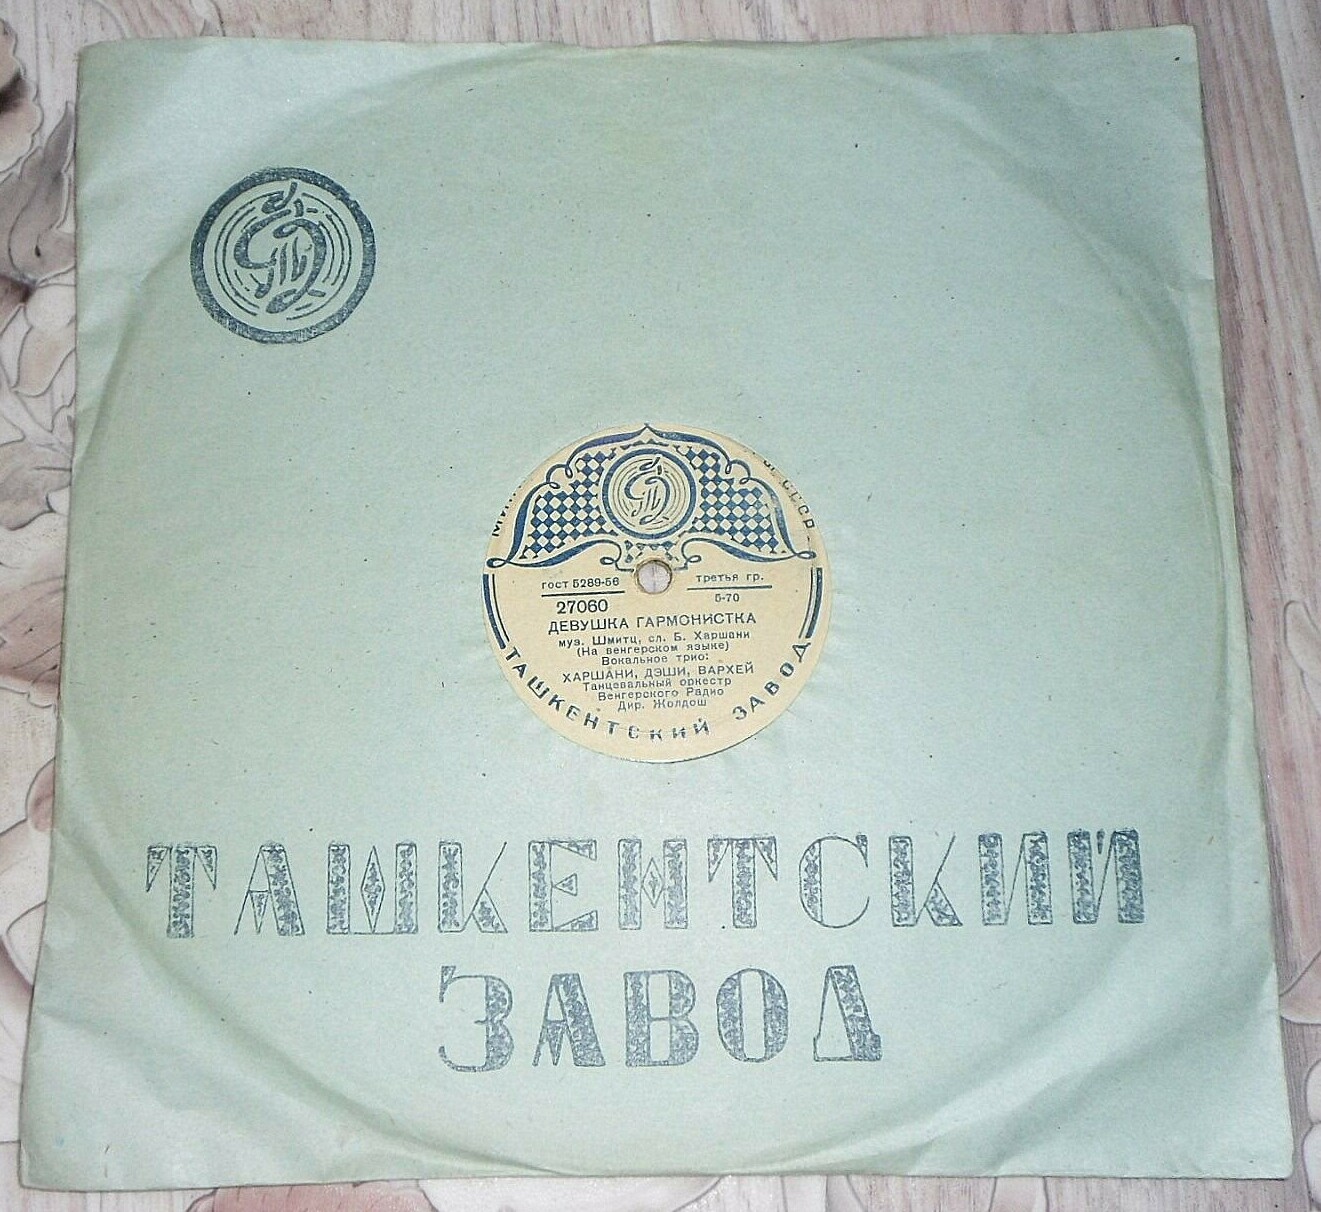 СССР
ГОСТ 5289-56
третья гр.
27060
5-70
ДЕВУШКА ГАРМОНИСТКА
муз. Шмитц, сл. Б. Харшани
(На венгерском языке)
Вокальное трио:
ХАРШАНИ, ДЭШИ, ВАРХЕЙ
Танцевальный оркестр
Венгерского Радио
Дир. Жолдош
ТАШКЕНТСКИЙ ЗАВОД
ТАШКЕНТСКИЙ
ЗАВОД